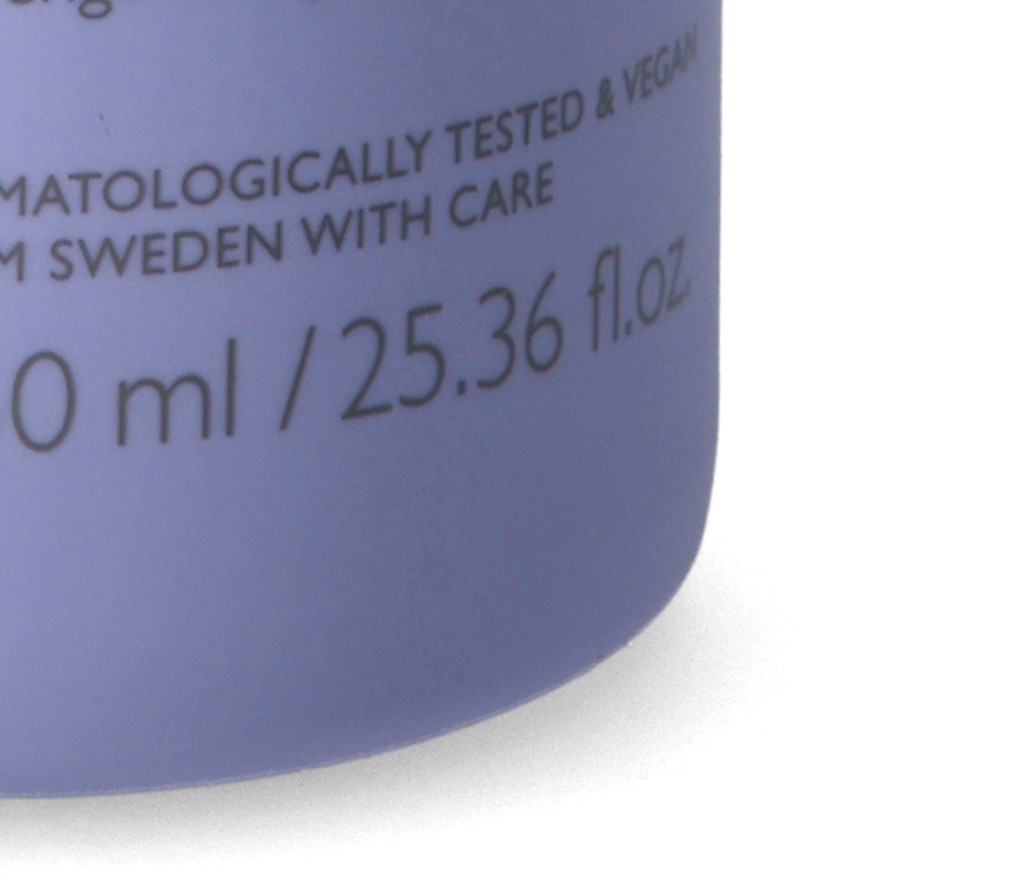 MATOLOGICALLY TESTED & VEGAN
M SWEDEN WITH CARE
0 ml / 25.36 fl.oz.